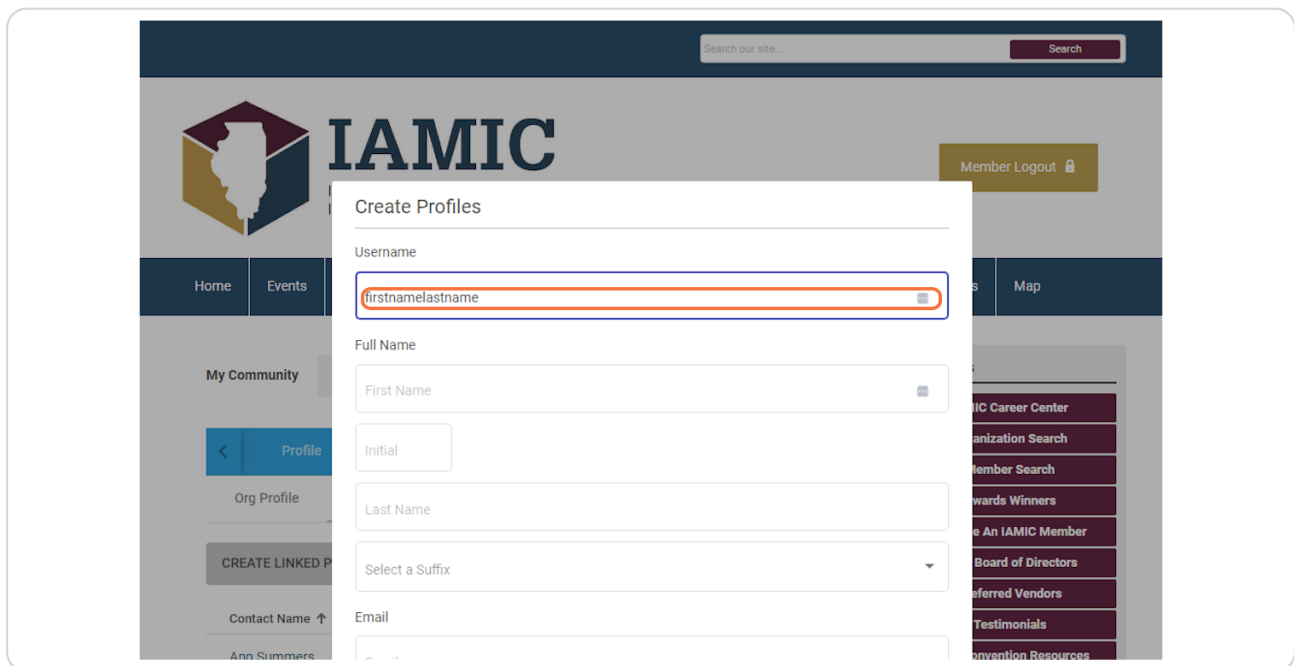 Search our site...
Search
IAMIC
Member Logout
Create Profiles
Username
Home
Events
firstnamelastname
s
Map
Full Name
My Community
First Name
s
IIC Career Center
Profile
Initial
anization Search
Member Search
Org Profile
Last Name
wards Winners
e An IAMIC Member
CREATE LINKED P
Select a Suffix
Board of Directors
eferred Vendors
Contact Name
Email
Testimonials
Ann Summers
onvention Resources